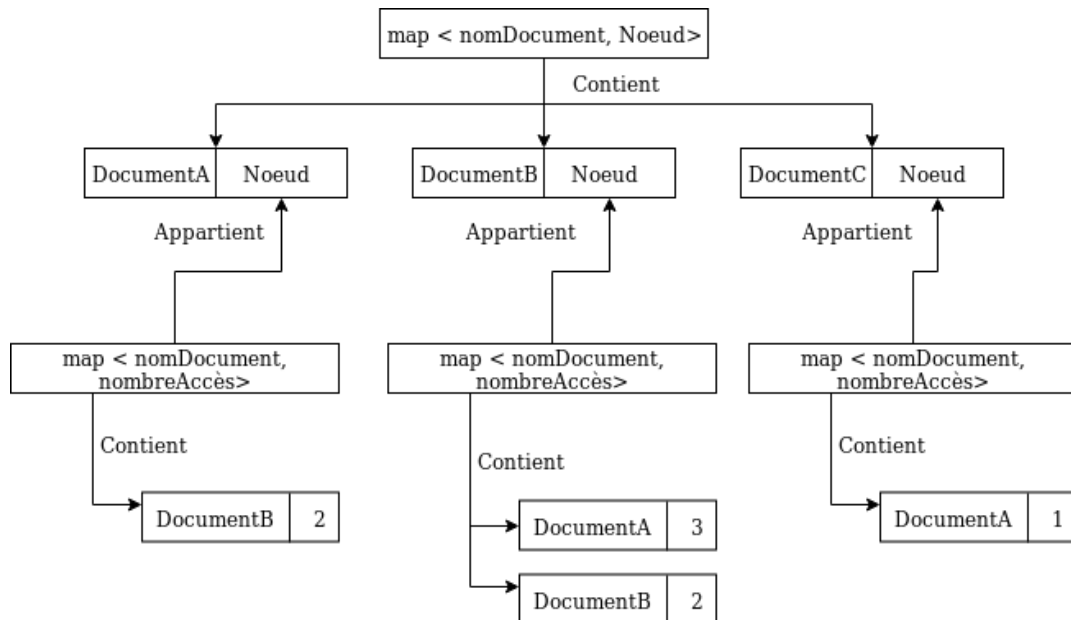 map < nomDocument, Noeud>
Contient
DocumentA Noeud
DocumentB Noeud
DocumentC Noeud
Appartient
Appartient
Appartient
map < nomDocument,
nombreAccès>
map < nomDocument,
nombreAccès>
map < nomDocument,
nombreAccès>
Contient
Contient
Contient
DocumentB 2
DocumentA 3
DocumentA 1
DocumentB 2